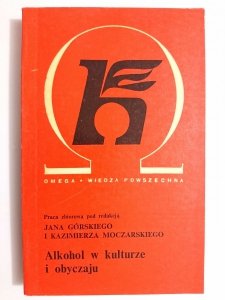 OMEGA • WIEDZA POWSZECHNA
Praca zbiorowa pod redakcją
JANA GÓRSKIEGO
I KAZIMIERZA MOCZARSKIEGO
Alkohol w kulturze
i obyczaju